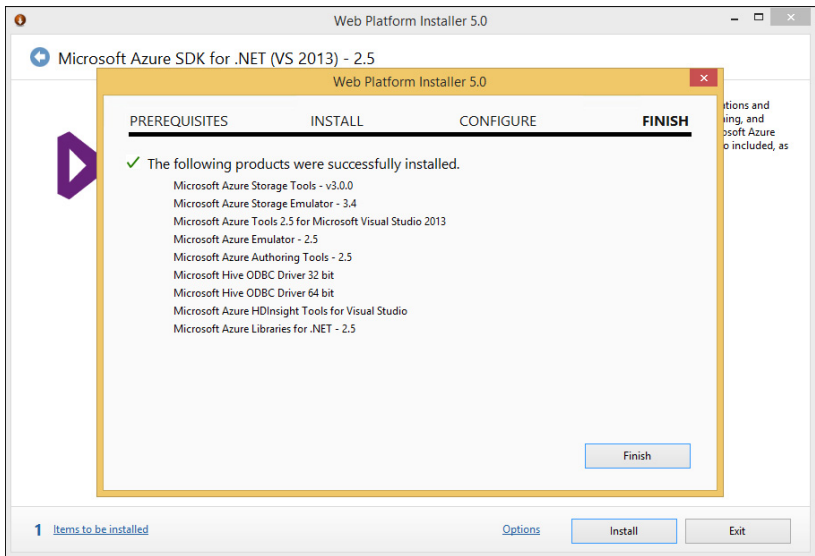 Web Platform Installer 5.0
Microsoft Azure SDK for .NET (VS 2013) - 2.5
Web Platform Installer 5.0
PREREQUISITES INSTALL CONFIGURE FINISH
The following products were successfully installed.
Microsoft Azure Storage Tools - v3.0.0
Microsoft Azure Storage Emulator - 3.4
Microsoft Azure Tools 2.5 for Microsoft Visual Studio 2013
Microsoft Azure Emulator - 2.5
Microsoft Azure Authoring Tools - 2.5
Microsoft Hive ODBC Driver 32 bit
Microsoft Hive ODBC Driver 64 bit
Microsoft Azure HDInsight Tools for Visual Studio
Microsoft Azure Libraries for .NET - 2.5
Finish
and
and
Azure
included, as
1 Items to be installed Options Install Exit